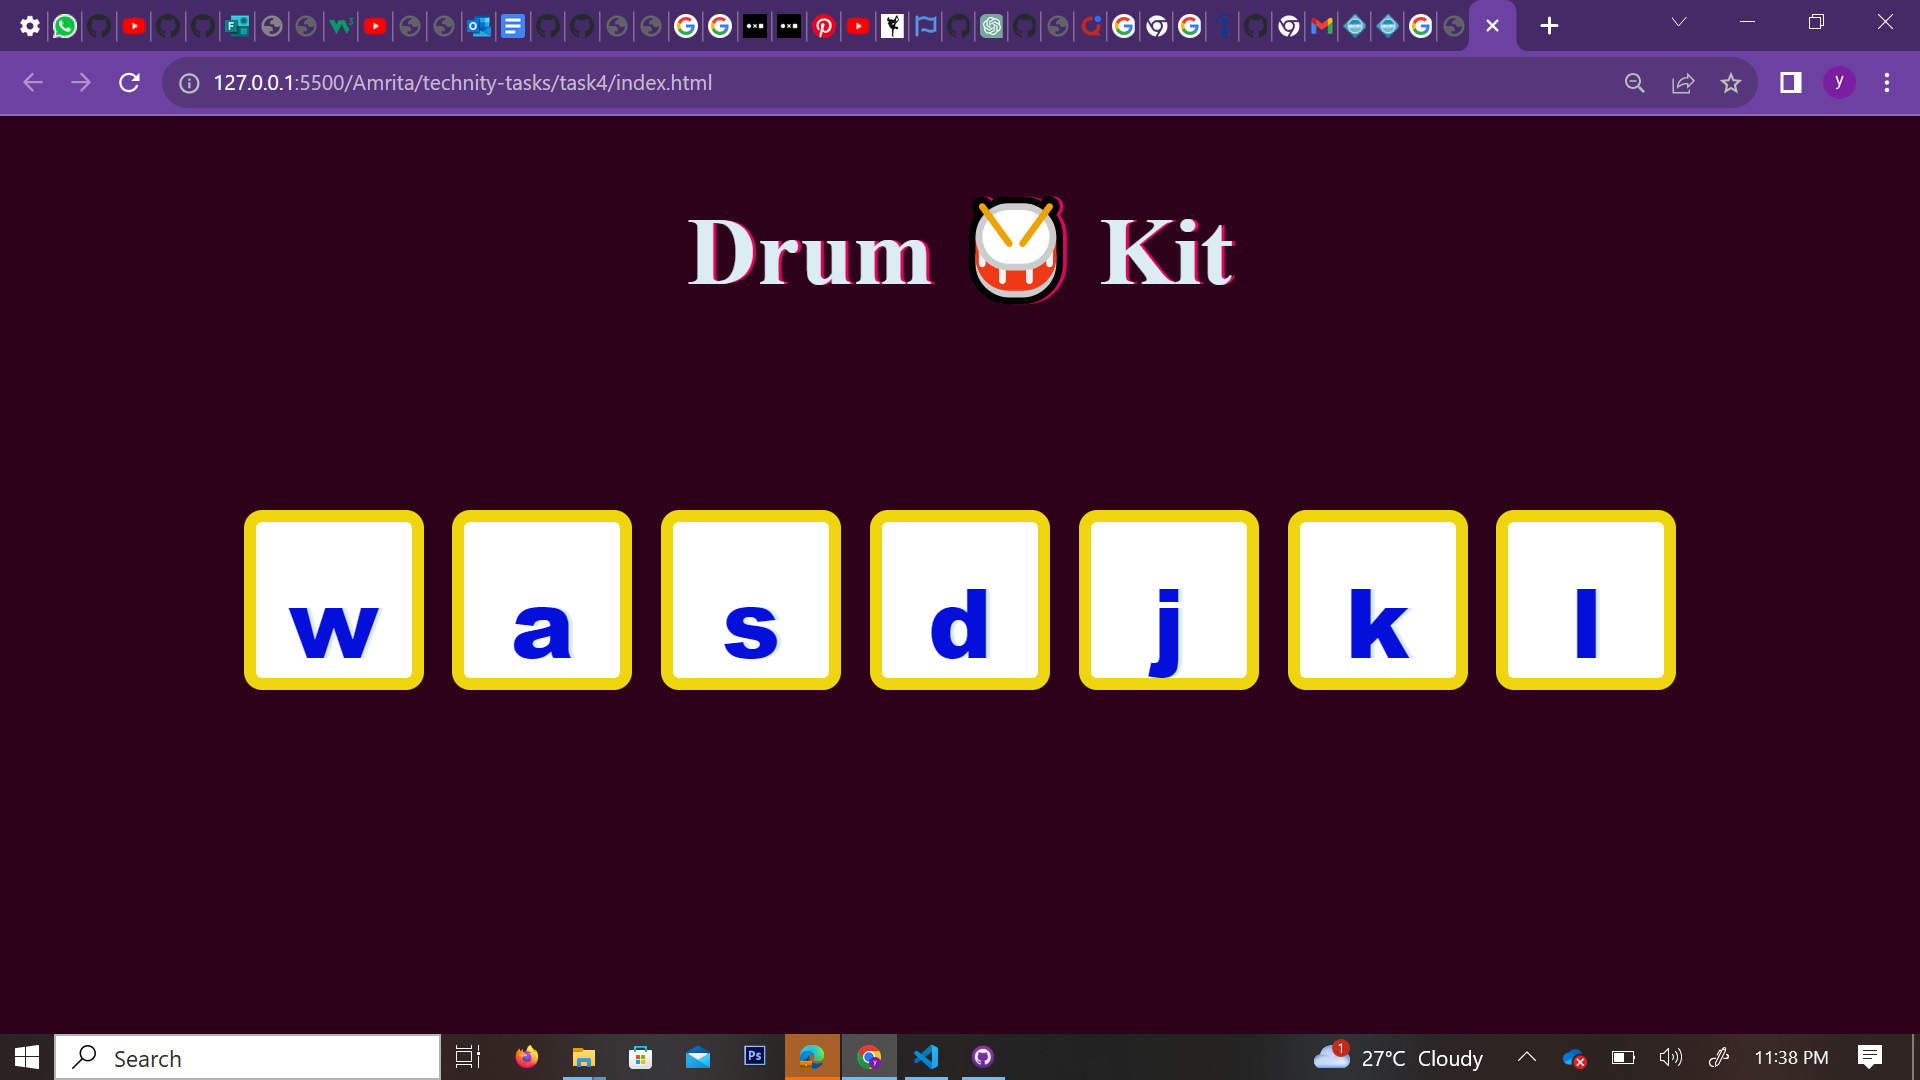 127.0.0.1:5500/Amrita/technity-tasks/task4/index.html
y
Drum 🥁 Kit
w a s d j k l
Search
Ps
1
27°C Cloudy
11:38 PM